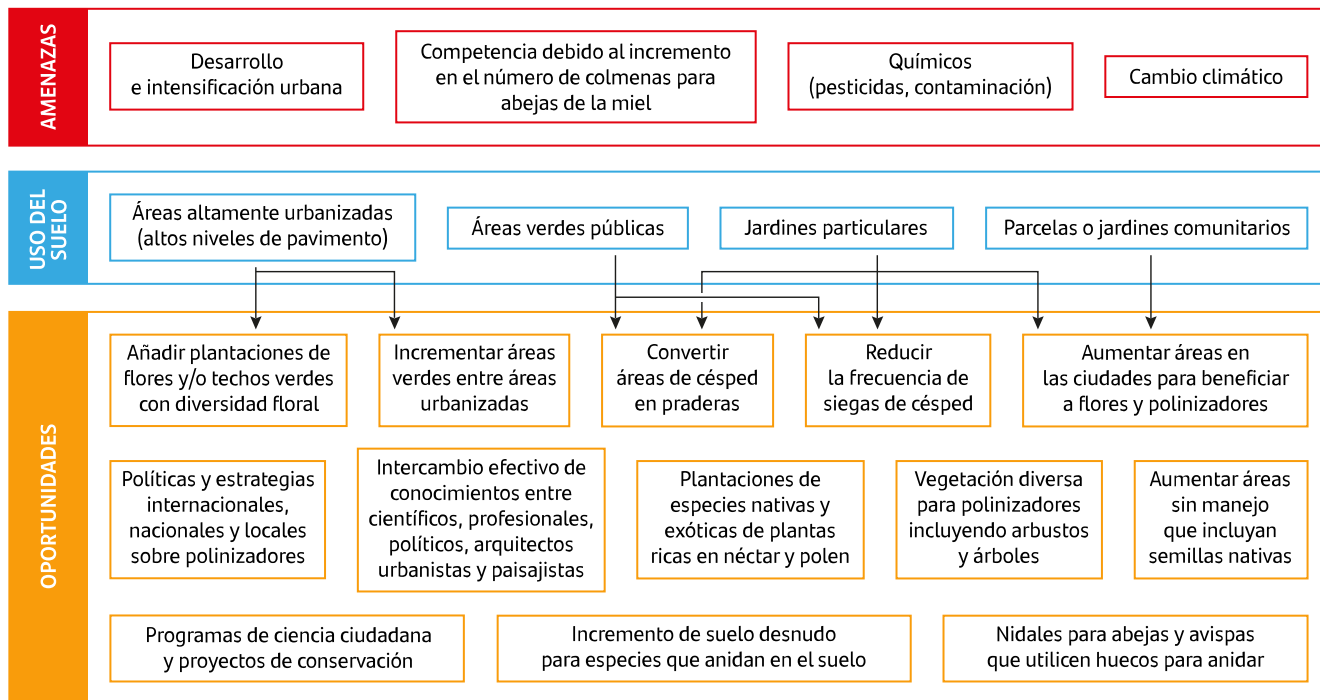 AMENAZAS
Desarrollo
e intensificación urbana
Competencia debido al incremento
en el número de colmenas para
abejas de la miel
Químicos
(pesticidas, contaminación)
Cambio climático
USO DEL
SUELO
Áreas altamente urbanizadas
(altos niveles de pavimento)
Áreas verdes públicas
Jardines particulares
Parcelas o jardines comunitarios
OPORTUNIDADES
Añadir plantaciones de
flores y/o techos verdes
con diversidad floral
Incrementar áreas
verdes entre áreas
urbanizadas
Convertir
áreas de césped
en praderas
Reducir
la frecuencia de
siegas de césped
Aumentar áreas en
las ciudades para beneficiar
a flores y polinizadores
Políticas y estrategias
internacionales,
nacionales y locales
sobre polinizadores
Intercambio efectivo de
conocimientos entre
científicos, profesionales,
políticos, arquitectos
urbanistas y paisajistas
Plantaciones de
especies nativas y
exóticas de plantas
ricas en néctar y polen
Vegetación diversa
para polinizadores
incluyendo arbustos
y árboles
Aumentar áreas
sin manejo
que incluyan
semillas nativas
Programas de ciencia ciudadana
y proyectos de conservación
Incremento de suelo desnudo
para especies que anidan en el suelo
Nidales para abejas y avispas
que utilicen huecos para anidar